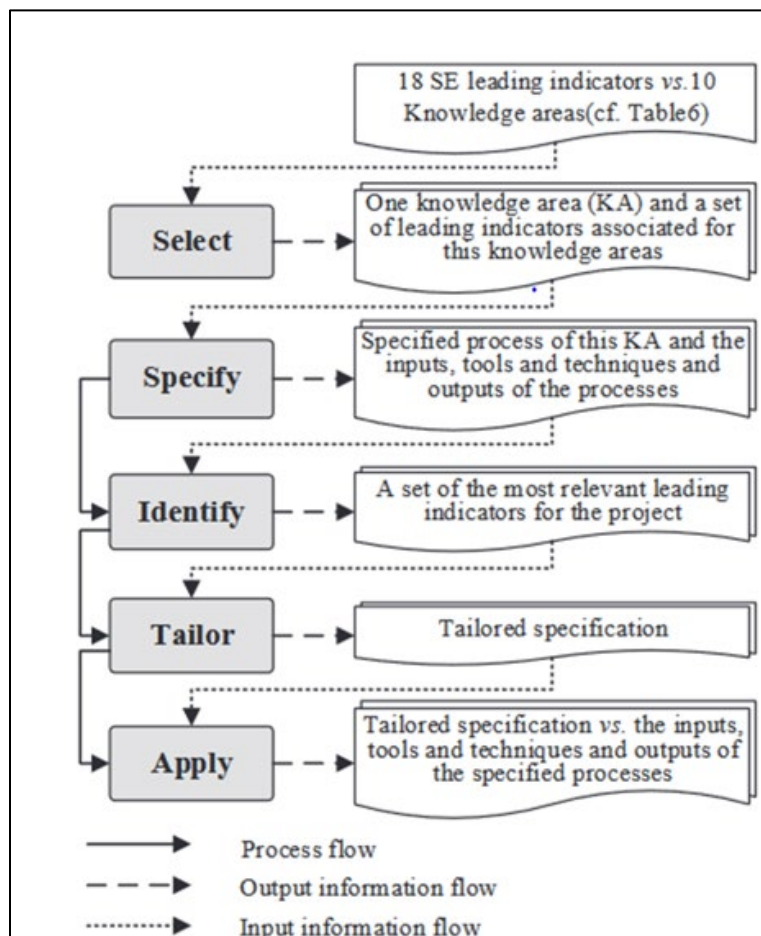 18 SE leading indicators vs.10
Knowledge areas(cf. Table6)
Select
One knowledge area (KA) and a set
of leading indicators associated for
this knowledge areas
Specify
Specified process of this KA and the
inputs, tools and techniques and
outputs of the processes
Identify
A set of the most relevant leading
indicators for the project
Tailor
Tailored specification
Apply
Tailored specification vs. the inputs,
tools and techniques and outputs of
the specified processes
Process flow
Output information flow
Input information flow